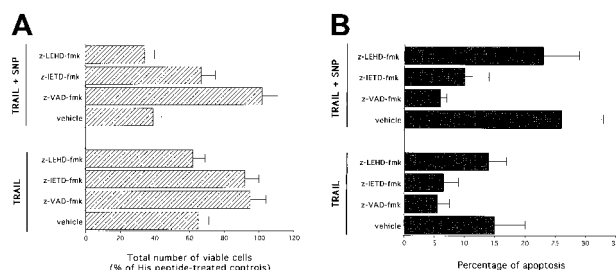 A
TRAIL + SNP
z-LEHD-fmk
z-IETD-fmk
z-VAD-fmk
vehicle
TRAIL
z-LEHD-fmk
z-IETD-fmk
z-VAD-fmk
vehicle
0 20 40 60 80 100 120
Total number of viable cells
(% of His peptide-treated controls)
B
TRAIL + SNP
z-LEHD-fmk
z-IETD-fmk
z-VAD-fmk
vehicle
TRAIL
z-LEHD-fmk
z-IETD-fmk
z-VAD-fmk
vehicle
0 5 10 15 20 25 30
Percentage of apoptosis